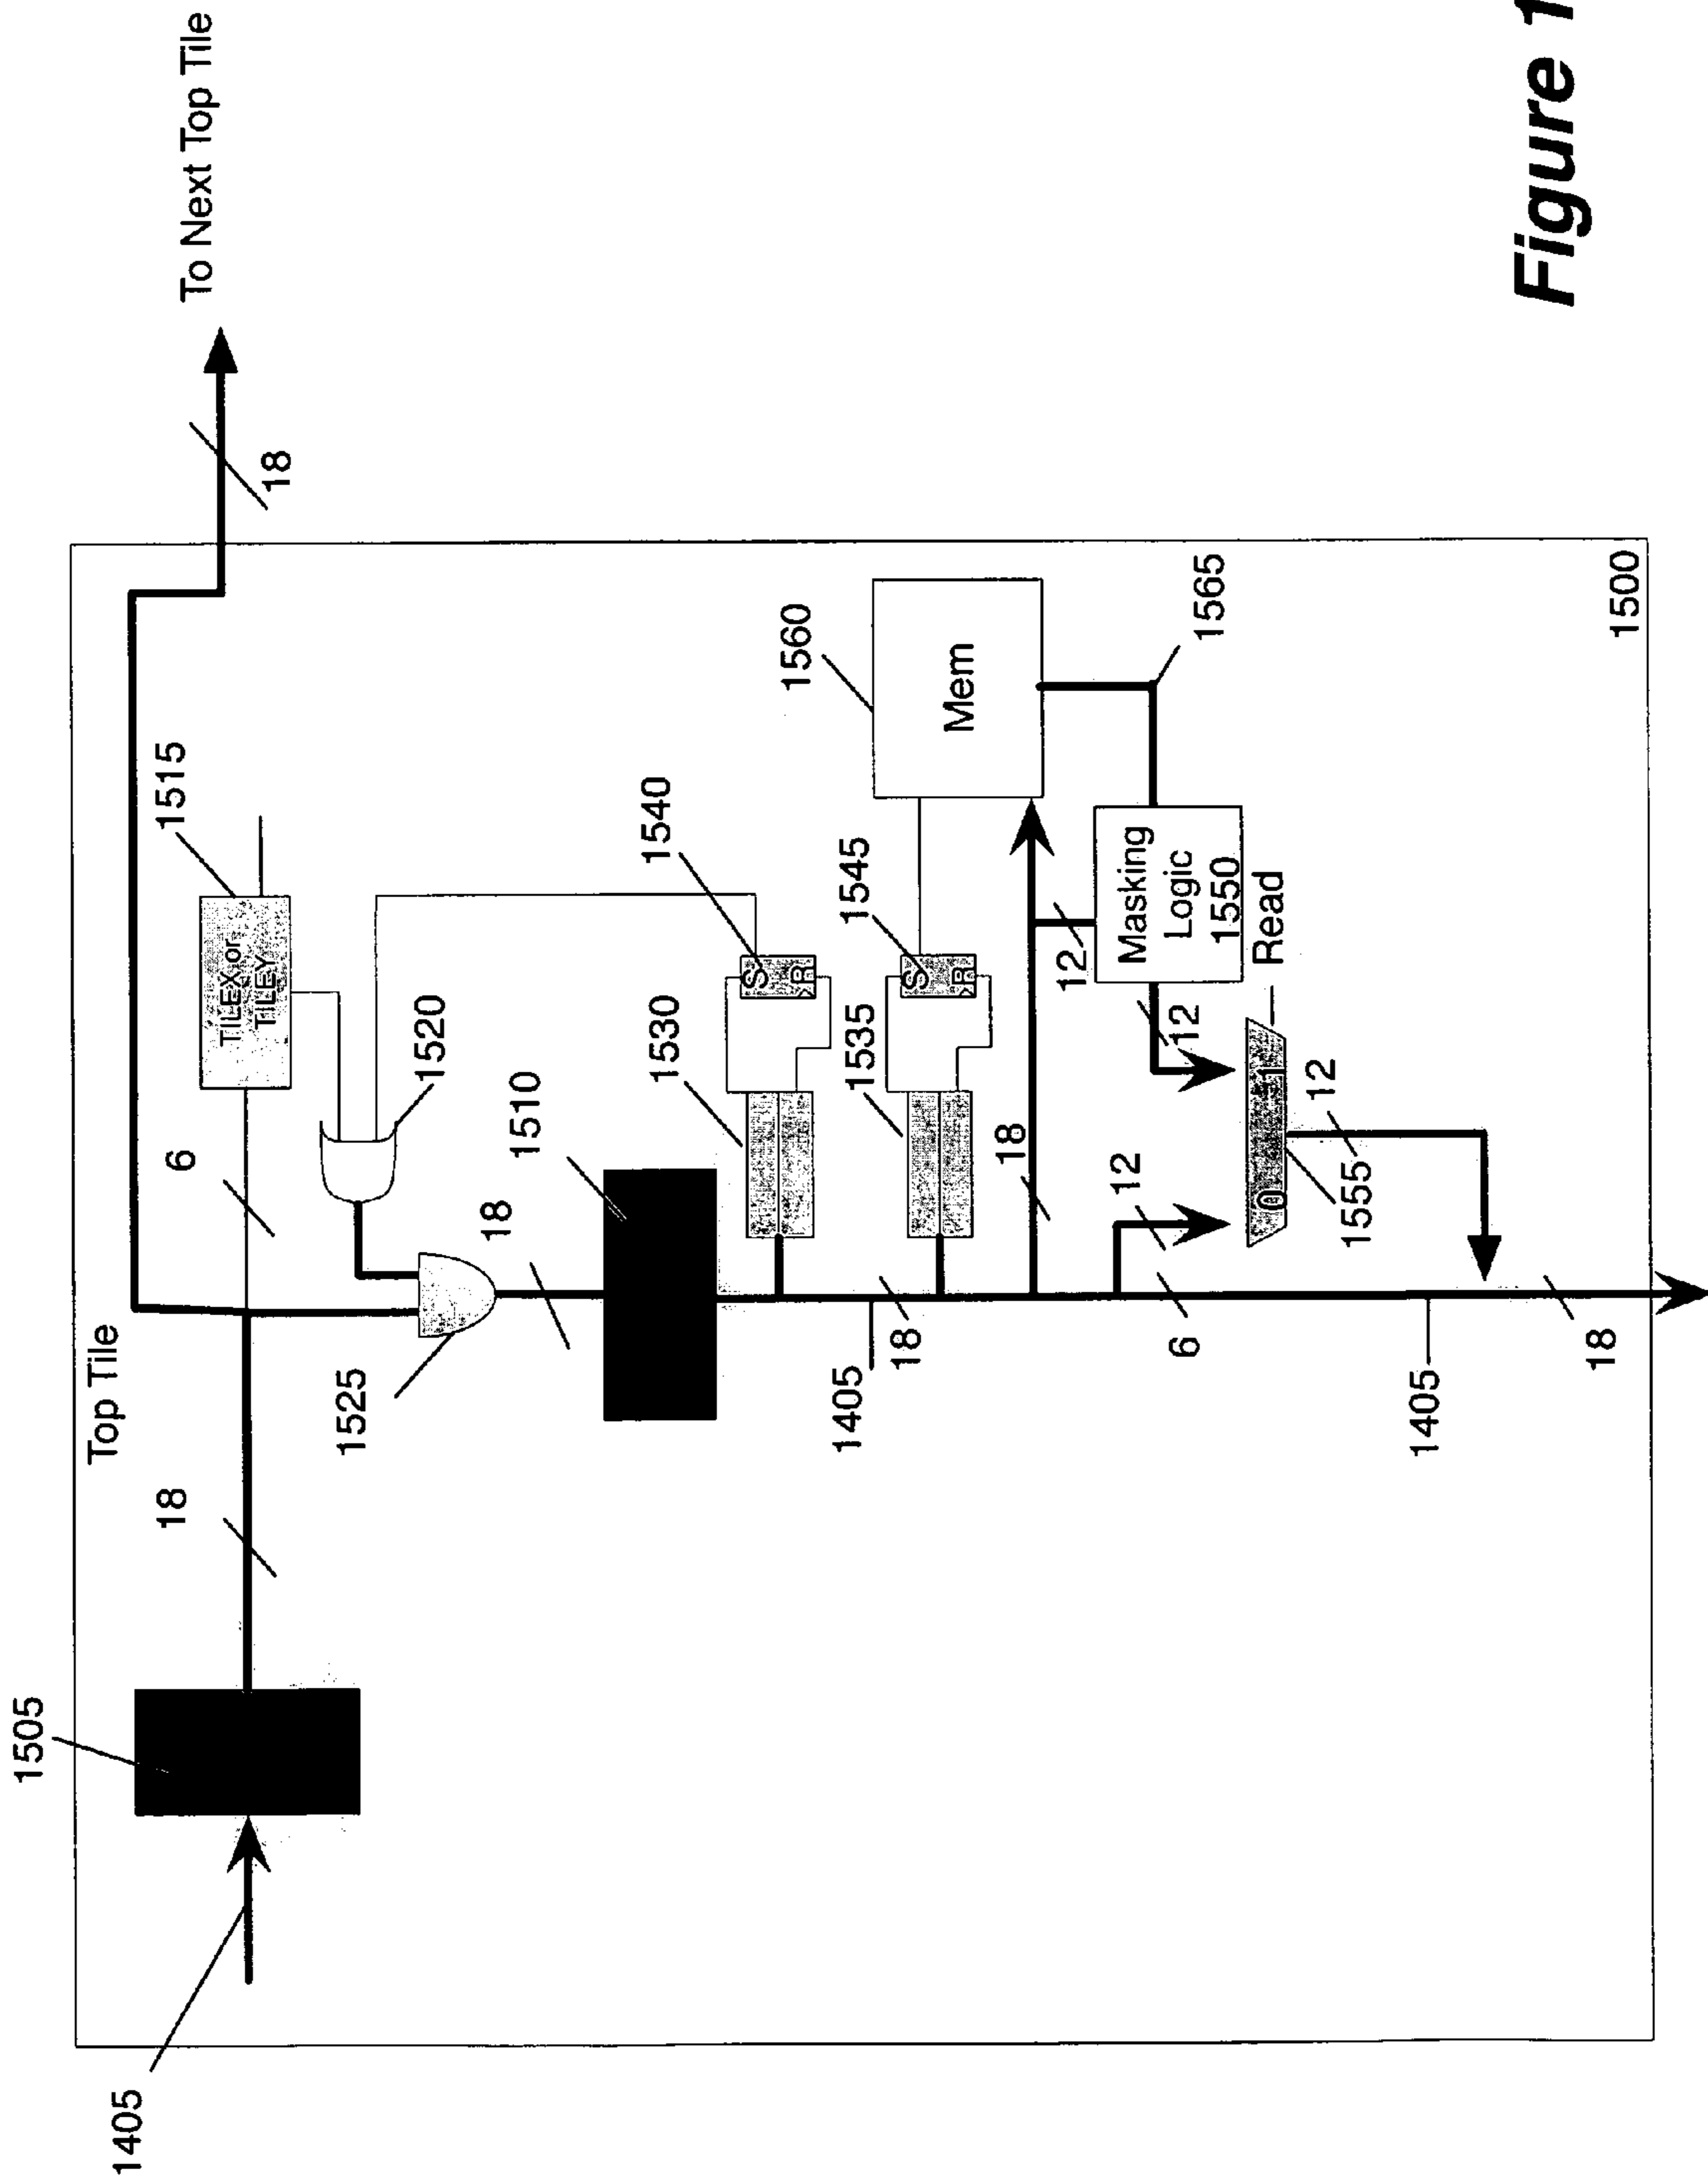 1505
Top Tile
1405
18
6
1515
To Next Top Tile
TILEX or
TILEY
18
1525
1520
18
1510
1530
1540
S
R
1560
1405
1535
1545
18
S
R
Mem
18
12
Masking
Logic
1550
12
12
6
1565
Read
0 1
12
1555
1405
18
1500
Figure 1